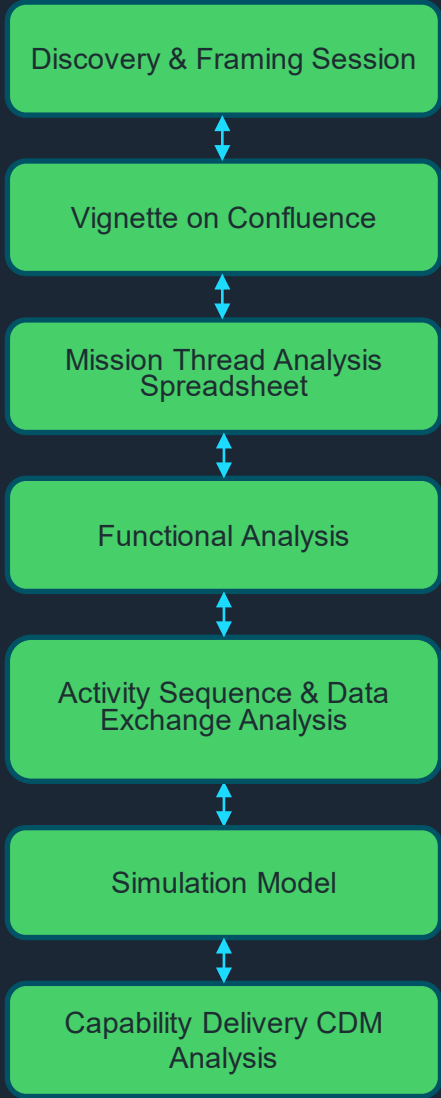 Discovery & Framing Session
Vignette on Confluence
Mission Thread Analysis
Spreadsheet
Functional Analysis
Activity Sequence & Data
Exchange Analysis
Simulation Model
Capability Delivery CDM
Analysis